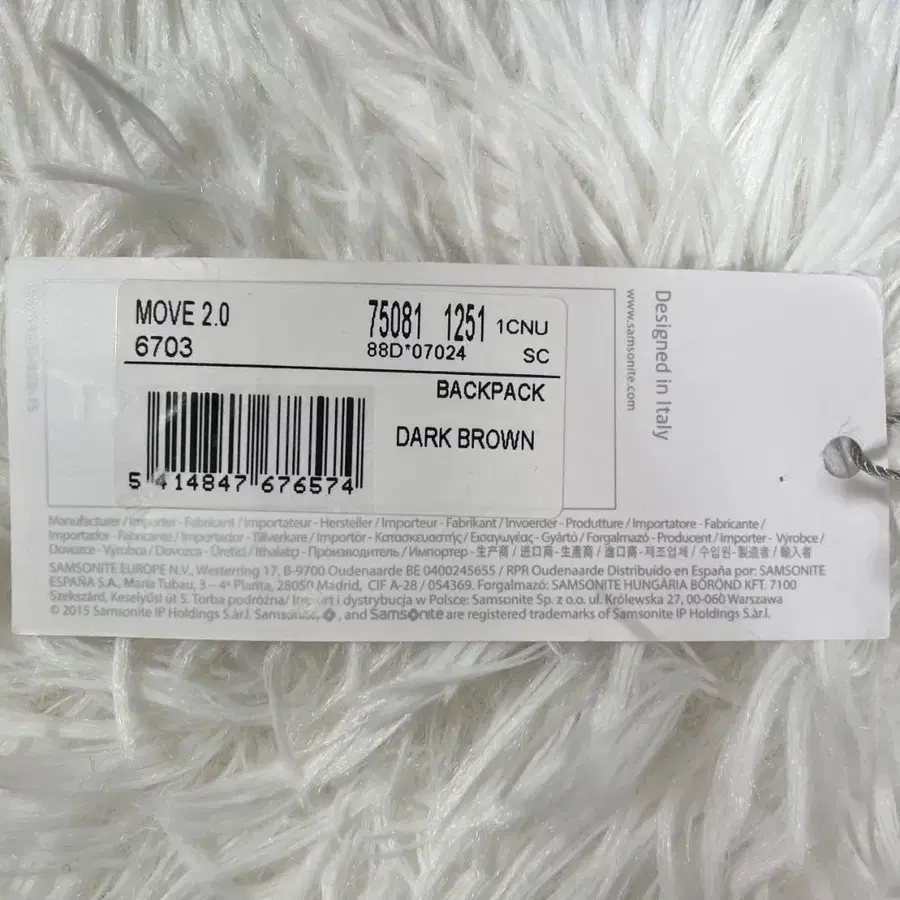 MOVE 2.0
6703
75081 1251 1CNU
88D*07024 SC
BACKPACK
DARK BROWN
5 414847 676574
Designed in Italy
www.samsonite.com
Manufacturer / Importer - Fabricant / Importateur - Hersteller / Importeur - Fabrikant / Invoerder - Produttore / Importatore - Fabricante /
Importador - Fabricante / Importador - Tillverkare / Importör - Κατασκευαστής / Εισαγωγέας - Gyártó / Forgalmazó - Producent / Importer - Výrobce /
Dovozce - Výrobca / Dovozca - Üretici / Ithalatçı - Производитель / Импортер - 生产商 / 进口商 - 生產商 / 進口商 - 제조업체 / 수입원 - 製造者 / 輸入者
SAMSONITE EUROPE N.V., Westerring 17, B-9700 Oudenaarde BE 0400245655 / RPR Oudenaarde Distribuído en España por: SAMSONITE
ESPAÑA S.A., Maria Tubau, 3 – 4ª Planta, 28050 Madrid, CIF A-28 / 054369. Forgalmazó: SAMSONITE HUNGÁRIA BŐRÖND KFT. 7100
Szekszárd, Keselyűsi út 5. Torba podróżna/ Import i dystrybucja w Polsce: Samsonite Sp. z o.o. ul. Królewska 27, 00-060 Warszawa
© 2015 Samsonite IP Holdings S.àr.l. Samsonite, , and Samsonite are registered trademarks of Samsonite IP Holdings S.àr.l.